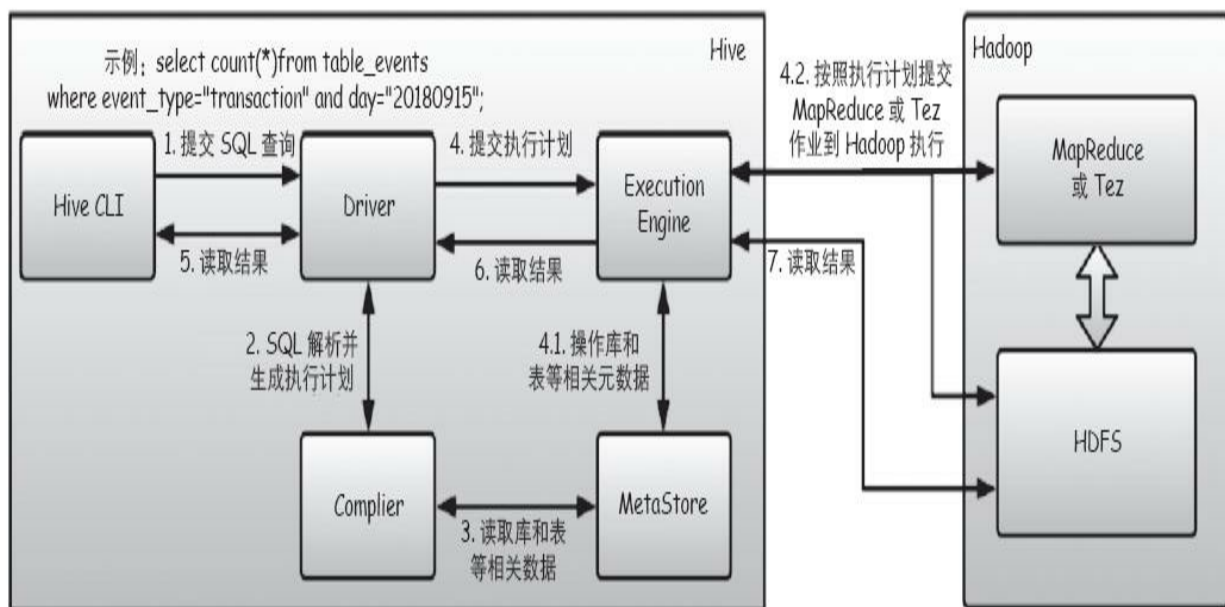 示例：select count(*)from table_events
where event_type="transaction" and day="20180915";
Hive
Hadoop
1. 提交 SQL 查询
4. 提交执行计划
4.2. 按照执行计划提交
MapReduce 或 Tez
作业到 Hadoop 执行
Hive CLI
Driver
Execution
Engine
MapReduce
或 Tez
5. 读取结果
6. 读取结果
7. 读取结果
2. SQL 解析并
生成执行计划
4.1. 操作库和
表等相关元数据
Complier
MetaStore
HDFS
3. 读取库和表
等相关数据